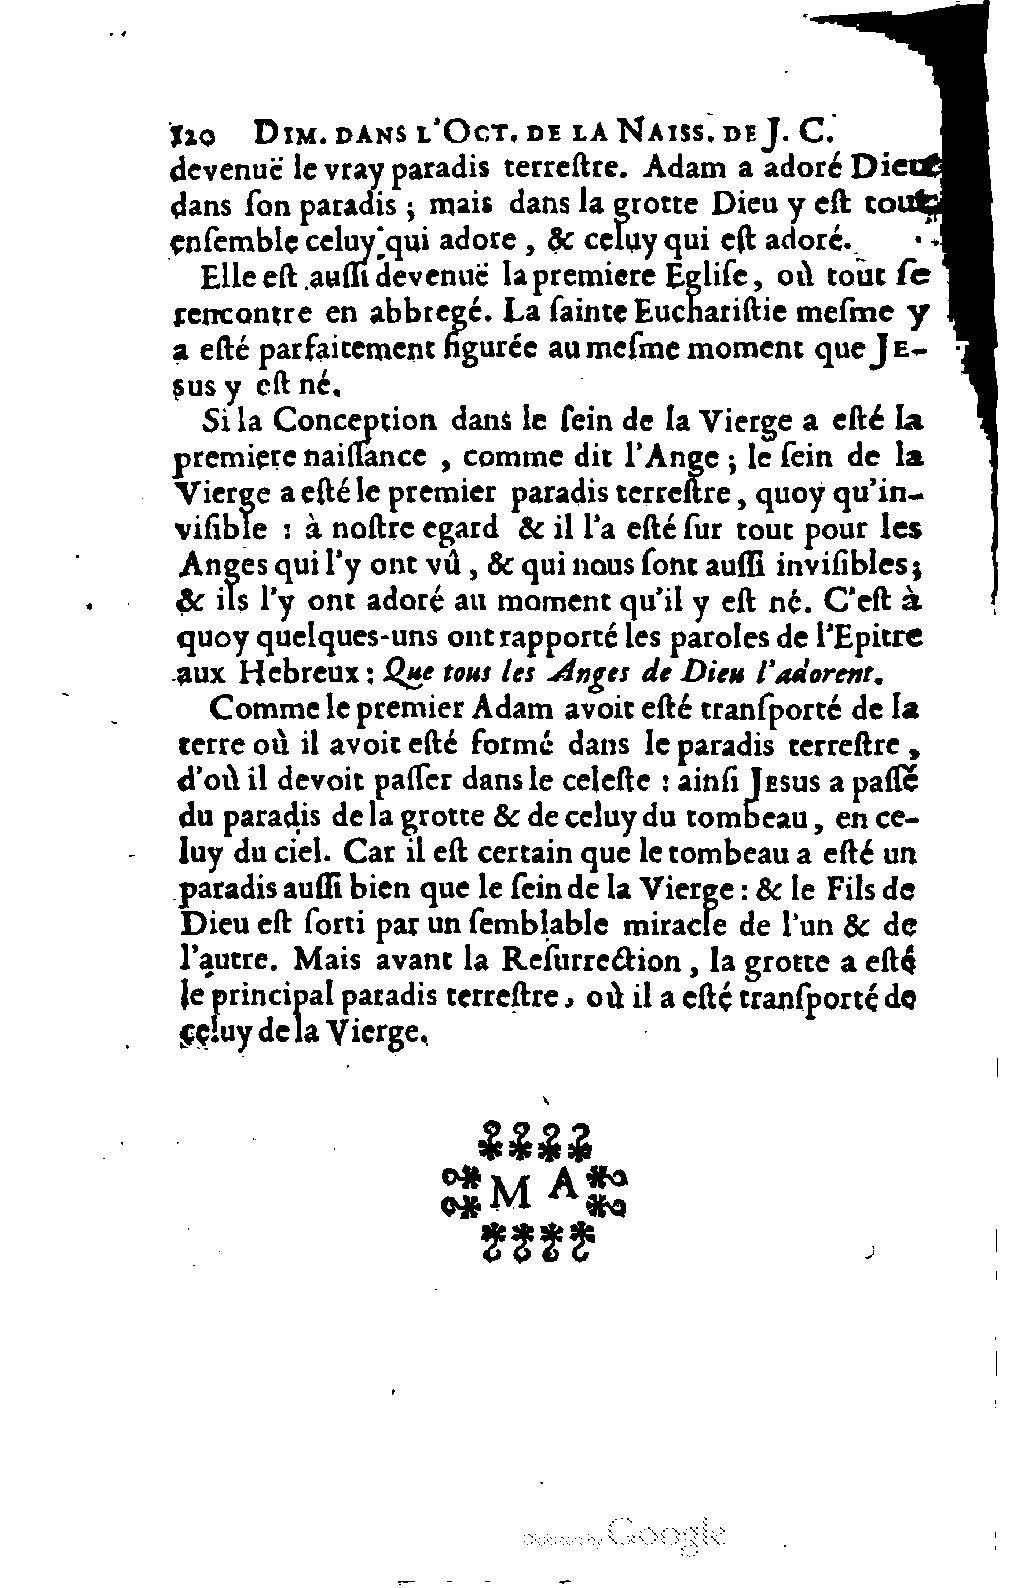 120 DIM. DANS L'OCT. DE LA NAISS. DE J. C.
devenuë le vray paradis terreſtre. Adam a adoré Dieu
dans ſon paradis ; mais dans la grotte Dieu y eſt tout
enſemble celuy qui adore, & celuy qui eſt adoré.
Elle eſt auſſi devenuë la premiere Egliſe, où tout ſe
rencontre en abbregé. La ſainte Euchariſtie meſme y
a eſté parfaitement figurée au meſme moment que JE-
SUS y eſt né.
Si la Conception dans le ſein de la Vierge a eſté la
premiere naiſſance, comme dit l'Ange ; le ſein de la
Vierge a eſté le premier paradis terreſtre, quoy qu'in-
viſible : à noſtre egard & il l'a eſté ſur tout pour les
Anges qui l'y ont vû, & qui nous ſont auſſi inviſibles;
& ils l'y ont adoré au moment qu'il y eſt né. C'eſt à
quoy quelques-uns ont rapporté les paroles de l'Epitre
aux Hebreux : Que tous les Anges de Dieu l'adorent.
Comme le premier Adam avoit eſté tranſporté de la
terre où il avoit eſté formé dans le paradis terreſtre,
d'où il devoit paſſer dans le celeſte : ainſi JESUS a paſſé
du paradis de la grotte & de celuy du tombeau, en ce-
luy du ciel. Car il eſt certain que le tombeau a eſté un
paradis auſſi bien que le ſein de la Vierge : & le Fils de
Dieu eſt ſorti par un ſemblable miracle de l'un & de
l'autre. Mais avant la Reſurrection, la grotte a eſté
le principal paradis terreſtre, où il a eſté tranſporté de
celuy de la Vierge.
M A
Digitized by Google